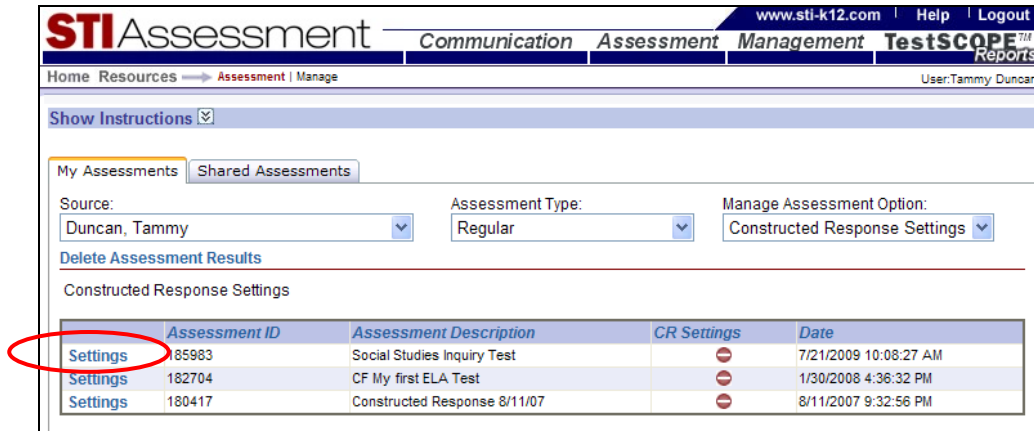 www.sti-k12.com Help Logout
STIAssessment Communication Assessment Management TestSCOPE™ Reports
Home Resources Assessment | Manage User:Tammy Duncan
Show Instructions
My Assessments Shared Assessments
Source: Assessment Type: Manage Assessment Option:
Duncan, Tammy Regular Constructed Response Settings
Delete Assessment Results
Constructed Response Settings
Assessment ID Assessment Description CR Settings Date
Settings 185983 Social Studies Inquiry Test 7/21/2009 10:08:27 AM
Settings 182704 CF My first ELA Test 1/30/2008 4:36:32 PM
Settings 180417 Constructed Response 8/11/07 8/11/2007 9:32:56 PM